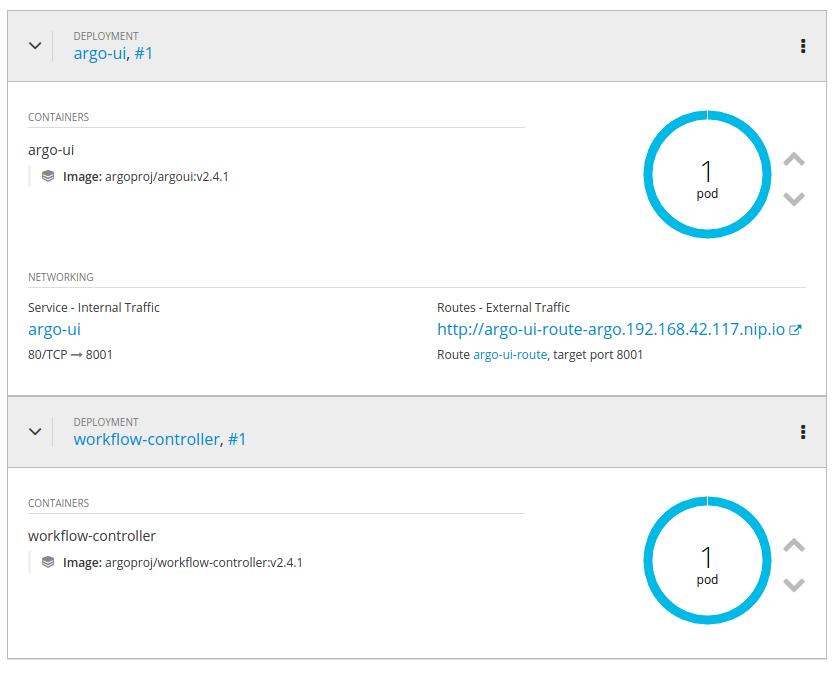 DEPLOYMENT
argo-ui, #1
CONTAINERS
argo-ui
Image: argoproj/argoui:v2.4.1
1
pod
NETWORKING
Service - Internal Traffic
argo-ui
80/TCP → 8001
Routes - External Traffic
http://argo-ui-route-argo.192.168.42.117.nip.io
Route argo-ui-route, target port 8001
DEPLOYMENT
workflow-controller, #1
CONTAINERS
workflow-controller
Image: argoproj/workflow-controller:v2.4.1
1
pod